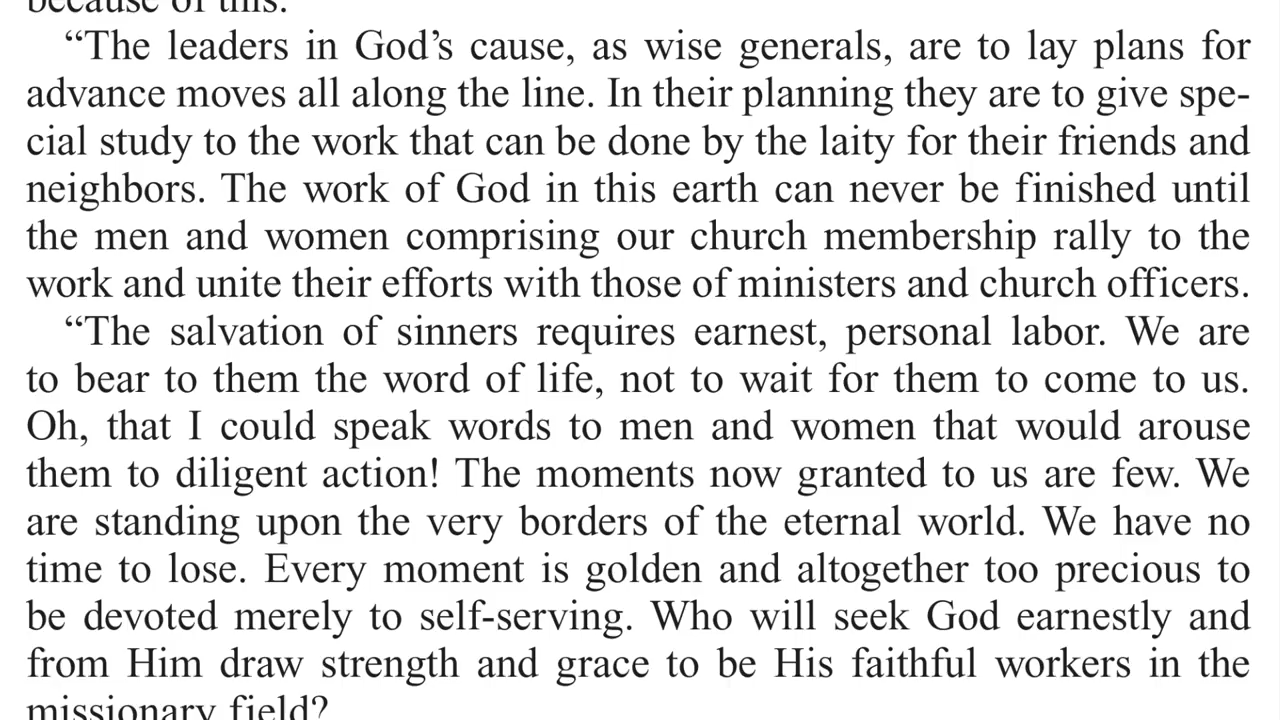 because of this.
“The leaders in God’s cause, as wise generals, are to lay plans for
advance moves all along the line. In their planning they are to give spe-
cial study to the work that can be done by the laity for their friends and
neighbors. The work of God in this earth can never be finished until
the men and women comprising our church membership rally to the
work and unite their efforts with those of ministers and church officers.
“The salvation of sinners requires earnest, personal labor. We are
to bear to them the word of life, not to wait for them to come to us.
Oh, that I could speak words to men and women that would arouse
them to diligent action! The moments now granted to us are few. We
are standing upon the very borders of the eternal world. We have no
time to lose. Every moment is golden and altogether too precious to
be devoted merely to self-serving. Who will seek God earnestly and
from Him draw strength and grace to be His faithful workers in the
missionary field?